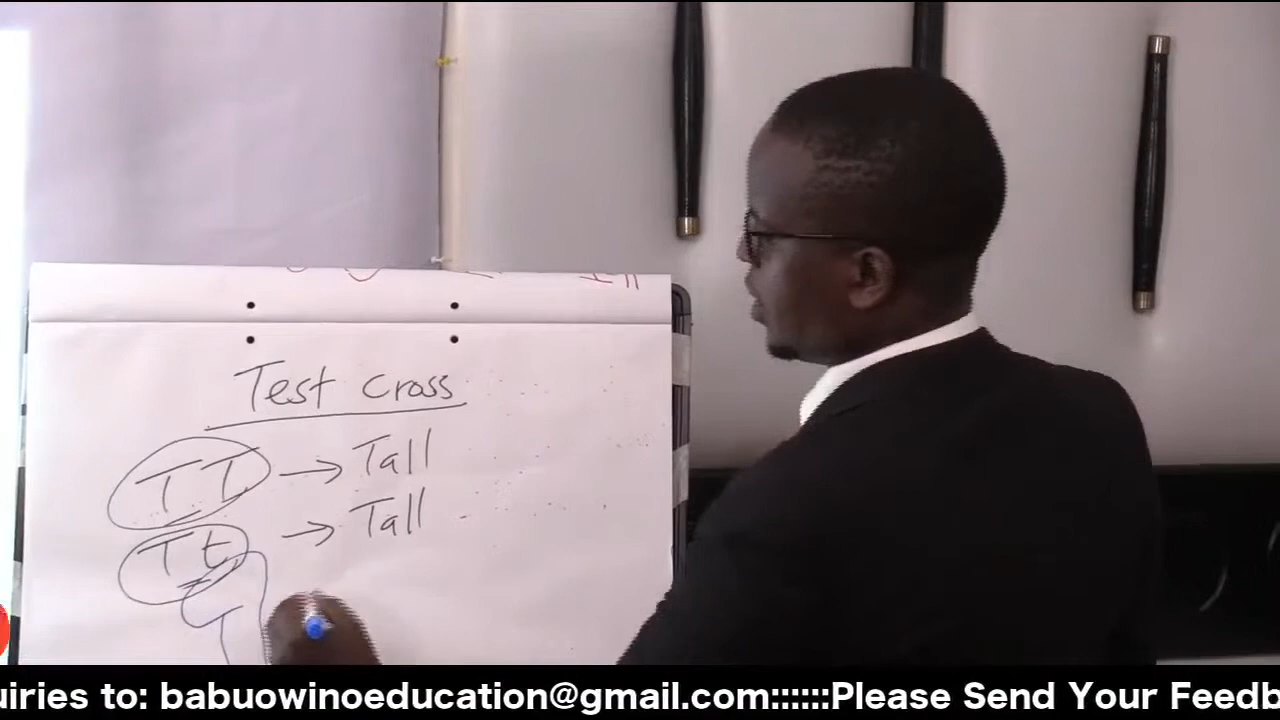 Test cross
TT → Tall
Tt → Tall
T
uiries to: babuowinoeducation@gmail.com::::::Please Send Your Feedb